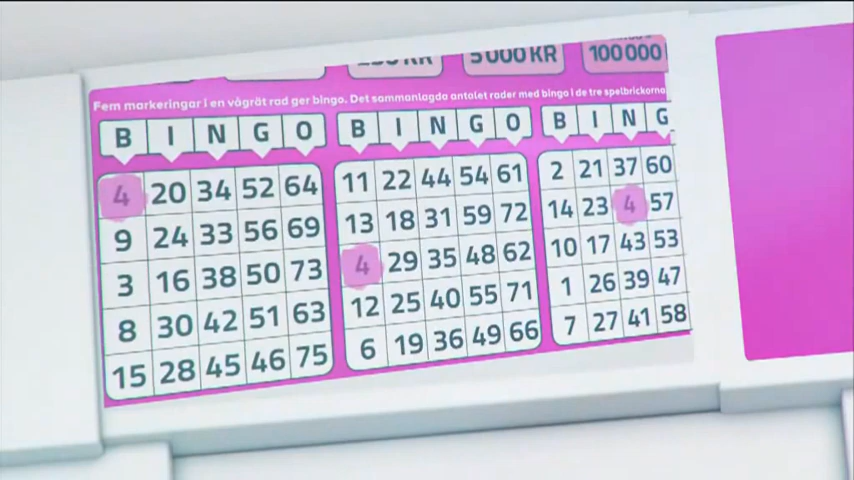 5000 KR
100 000
Fem markeringar i en vågrät rad ger bingo. Det sammanlagda antalet rader med bingo i de tre spelbrickorna
B I N G O B I N G O B I N G
4 20 34 52 64 11 22 44 54 61 2 21 37 60
9 24 33 56 69 13 18 31 59 72 14 23 4 57
3 16 38 50 73 4 29 35 48 62 10 17 43 53
8 30 42 51 63 12 25 40 55 71 1 26 39 47
15 28 45 46 75 6 19 36 49 66 7 27 41 58